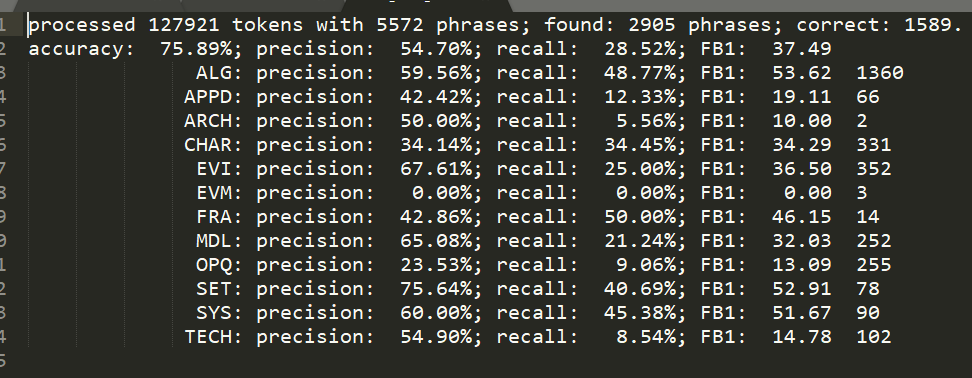 1 processed 127921 tokens with 5572 phrases; found: 2905 phrases; correct: 1589.
2 accuracy: 75.89%; precision: 54.70%; recall: 28.52%; FB1: 37.49
3 ALG: precision: 59.56%; recall: 48.77%; FB1: 53.62 1360
4 APPD: precision: 42.42%; recall: 12.33%; FB1: 19.11 66
5 ARCH: precision: 50.00%; recall: 5.56%; FB1: 10.00 2
6 CHAR: precision: 34.14%; recall: 34.45%; FB1: 34.29 331
7 EVI: precision: 67.61%; recall: 25.00%; FB1: 36.50 352
8 EVM: precision: 0.00%; recall: 0.00%; FB1: 0.00 3
9 FRA: precision: 42.86%; recall: 50.00%; FB1: 46.15 14
0 MDL: precision: 65.08%; recall: 21.24%; FB1: 32.03 252
1 OPQ: precision: 23.53%; recall: 9.06%; FB1: 13.09 255
2 SET: precision: 75.64%; recall: 40.69%; FB1: 52.91 78
3 SYS: precision: 60.00%; recall: 45.38%; FB1: 51.67 90
4 TECH: precision: 54.90%; recall: 8.54%; FB1: 14.78 102
5